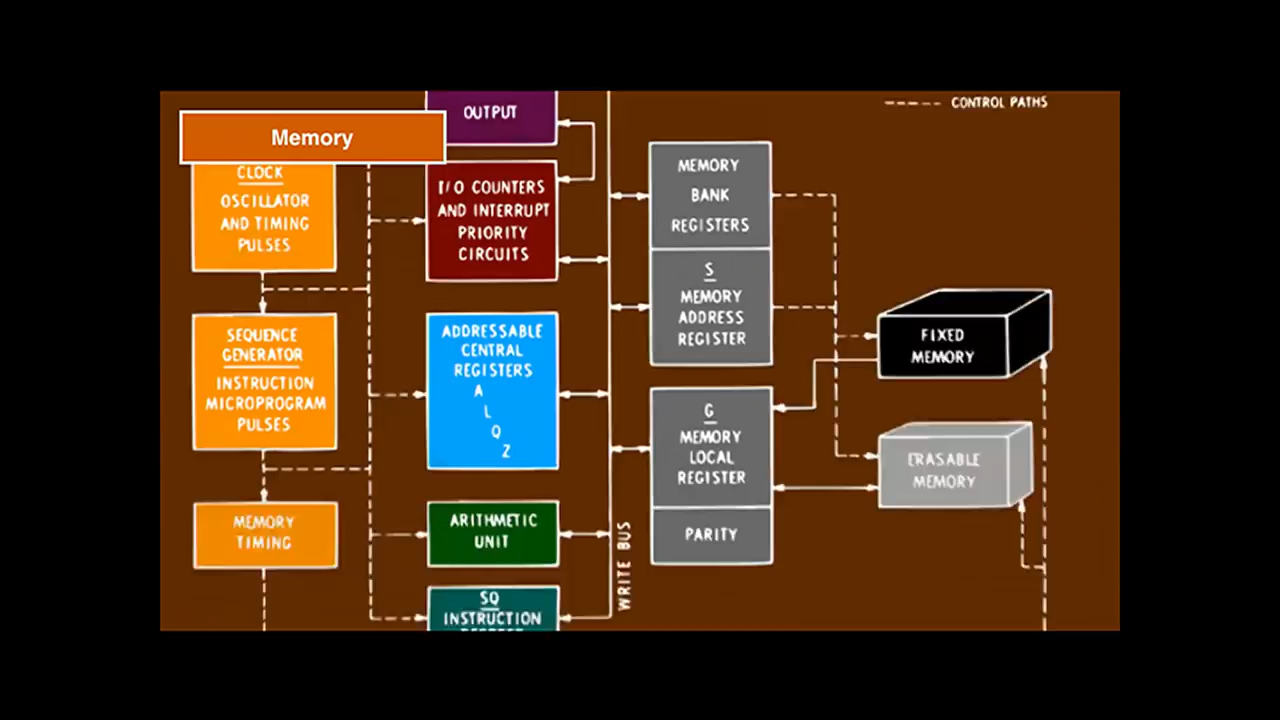 Memory
CLOCK
OSCILLATOR
AND TIMING
PULSES
SEQUENCE
GENERATOR
INSTRUCTION
MICROPROGRAM
PULSES
MEMORY
TIMING
OUTPUT
I/O COUNTERS
AND INTERRUPT
PRIORITY
CIRCUITS
ADDRESSABLE
CENTRAL
REGISTERS
A
L
Q
Z
ARITHMETIC
UNIT
SQ
INSTRUCTION
WRITE BUS
MEMORY
BANK
REGISTERS
S
MEMORY
ADDRESS
REGISTER
G
MEMORY
LOCAL
REGISTER
PARITY
CONTROL PATHS
FIXED
MEMORY
ERASABLE
MEMORY